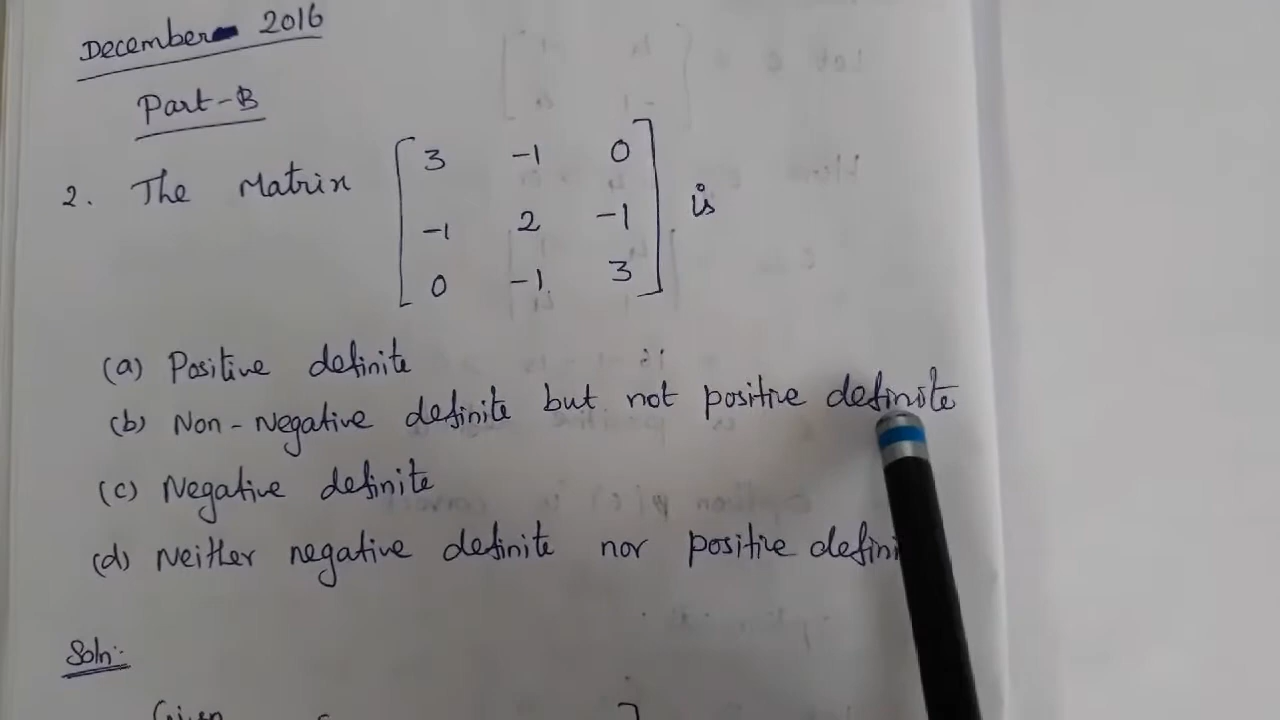 December 2016
Part-B
2. The Matrix [3 -1 0
-1 2 -1
0 -1 3] is
(a) Positive definite
(b) Non-negative definite but not positive definite
(c) Negative definite
(d) Neither negative definite nor positive
Soln:-
Given